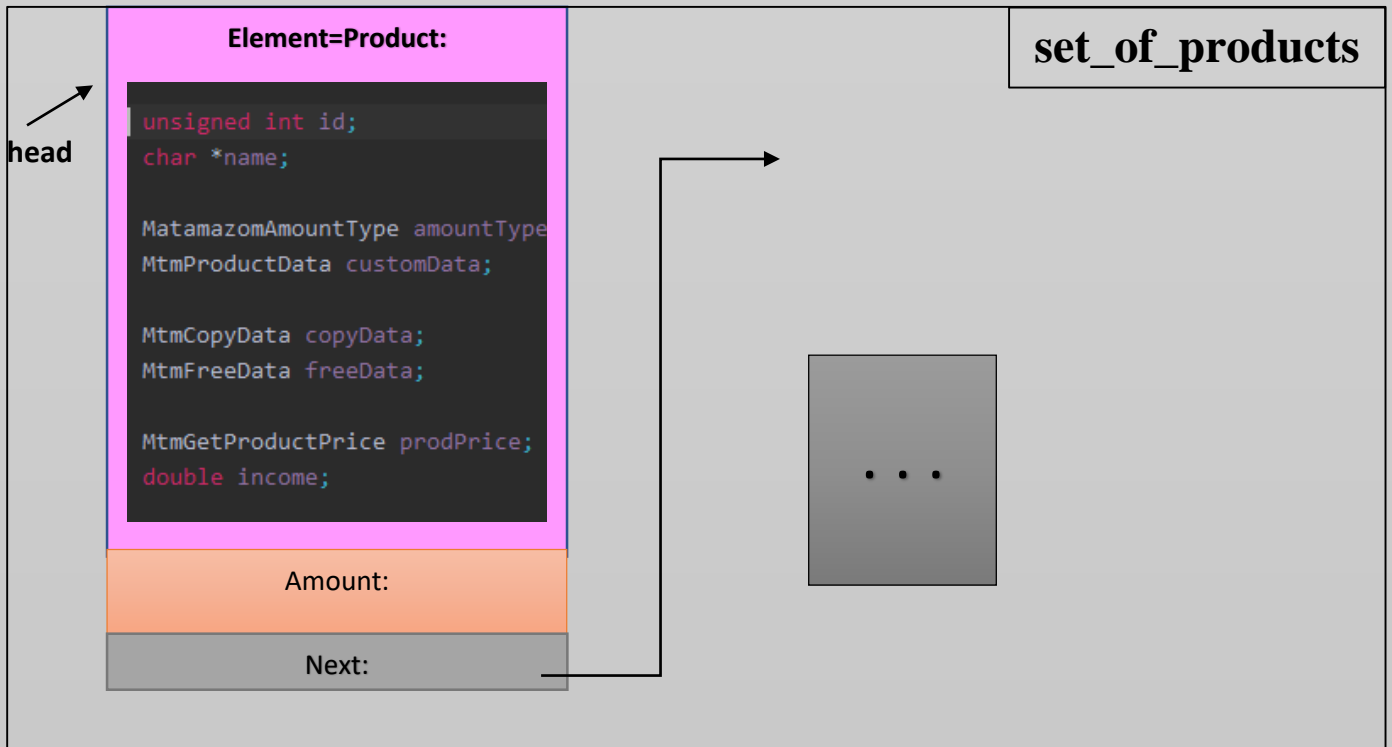 set_of_products
Element=Product:
head
unsigned int id;
char *name;
MatamazomAmountType amountType
MtmProductData customData;
MtmCopyData copyData;
MtmFreeData freeData;
MtmGetProductPrice prodPrice;
double income;
Amount:
Next:
. . .